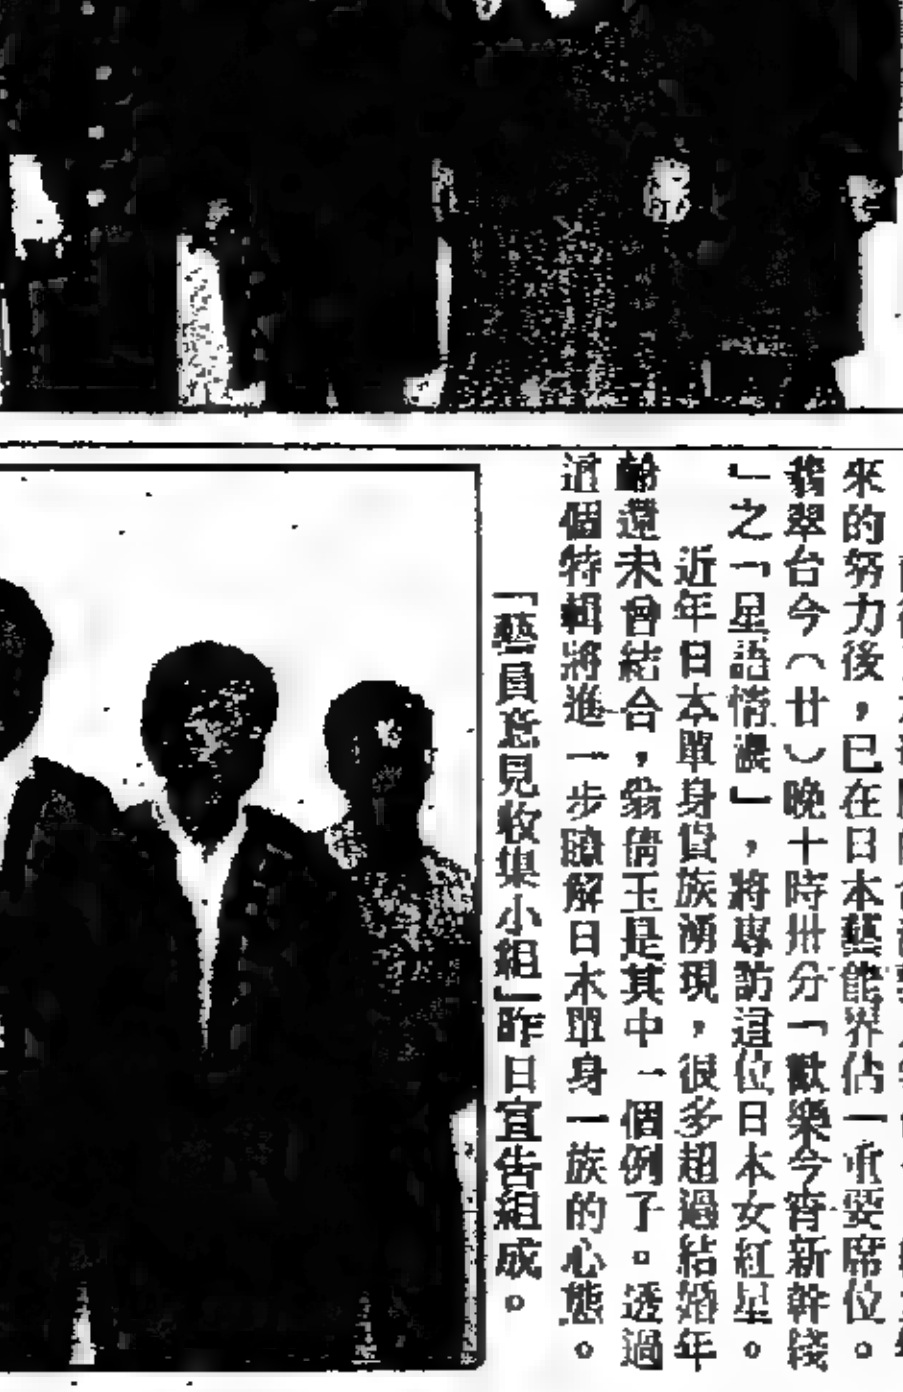 來的努力後，已在日本藝能界佔一重要席位。
翡翠台今（廿）晚十時卅分「歡樂今宵新幹綫
」之「星語情濃」，將專訪這位日本女紅星。
近年日本單身貴族湧現，很多超過結婚年
齡還未曾結合，翁倩玉是其中一個例子。透過
這個特輯將進一步瞭解日本單身一族的心態。
「藝員意見收集小組」昨日宣告組成。